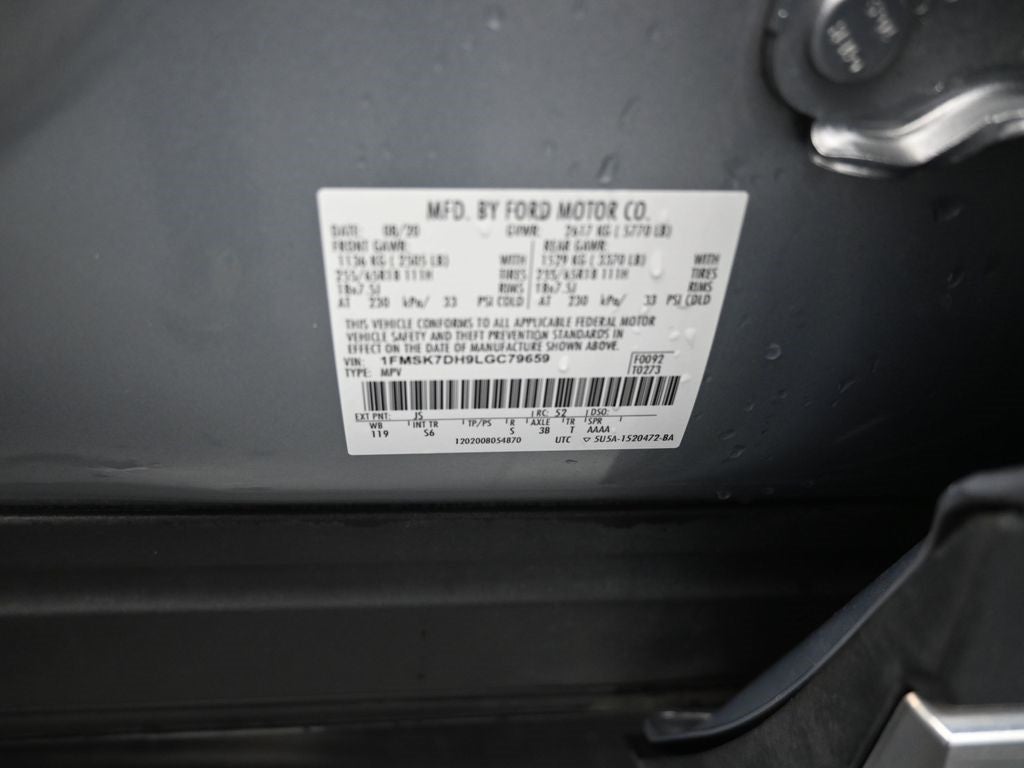 MFD. BY FORD MOTOR CO.
DATE: 08/20 GVWR: 2617 KG ( 5770 LB)
FRONT GAWR: REAR GAWR:
1136 KG ( 2505 LB) WITH 1529 KG ( 3370 LB) WITH
255/65R18 111H TIRES 255/65R18 111H TIRES
18x7.5J RIMS 18x7.5J RIMS
AT 230 kPa/ 33 PSI COLD AT 230 kPa/ 33 PSI COLD
THIS VEHICLE CONFORMS TO ALL APPLICABLE FEDERAL MOTOR
VEHICLE SAFETY AND THEFT PREVENTION STANDARDS IN
EFFECT ON THE DATE OF MANUFACTURE SHOWN ABOVE.
VIN: 1FMSK7DH9LGC79659 F0092
TYPE: MPV T0273
EXT PNT: JS RC: 52 DSO:
WB INT TR TP/PS R AXLE TR SPR
119 S6 S 3B T AAAA
1202008054870 UTC ▽ 5U5A-1520472-BA